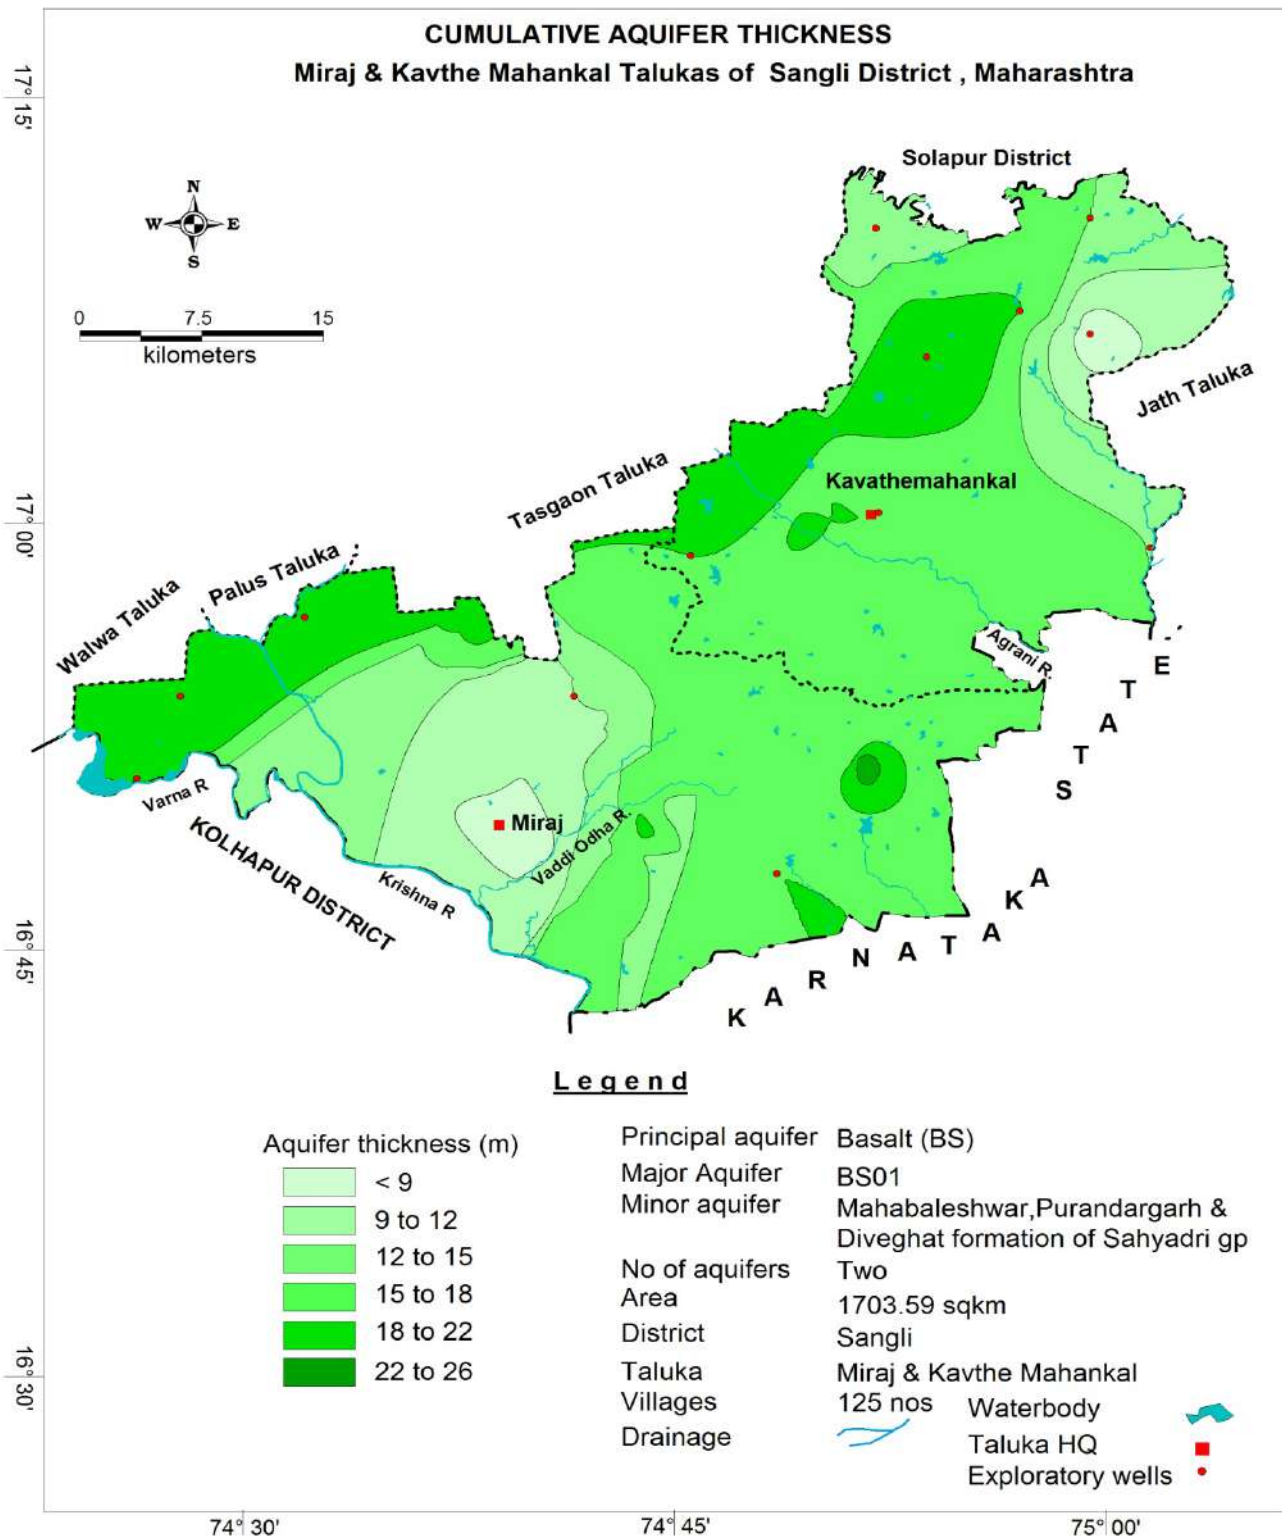 CUMULATIVE AQUIFER THICKNESS
Miraj & Kavthe Mahankal Talukas of Sangli District , Maharashtra
17° 15'
Solapur District
N
W E
S
0 7.5 15
kilometers
Jath Taluka
Tasgaon Taluka
Kavathemahankal
17° 00'
Palus Taluka
Walwa Taluka
Agrani R.
Varna R
KOLHAPUR DISTRICT
Miraj
Vaddi Odha R.
Krishna R
KARNATAKA STATE
16° 45'
Legend
Aquifer thickness (m)
< 9
9 to 12
12 to 15
15 to 18
18 to 22
22 to 26
Principal aquifer Basalt (BS)
Major Aquifer BS01
Minor aquifer Mahabaleshwar,Purandargarh &
Diveghat formation of Sahyadri gp
No of aquifers Two
Area 1703.59 sqkm
District Sangli
Taluka Miraj & Kavthe Mahankal
Villages 125 nos
Drainage
Waterbody
Taluka HQ
Exploratory wells
16° 30'
74° 30' 74° 45' 75° 00'